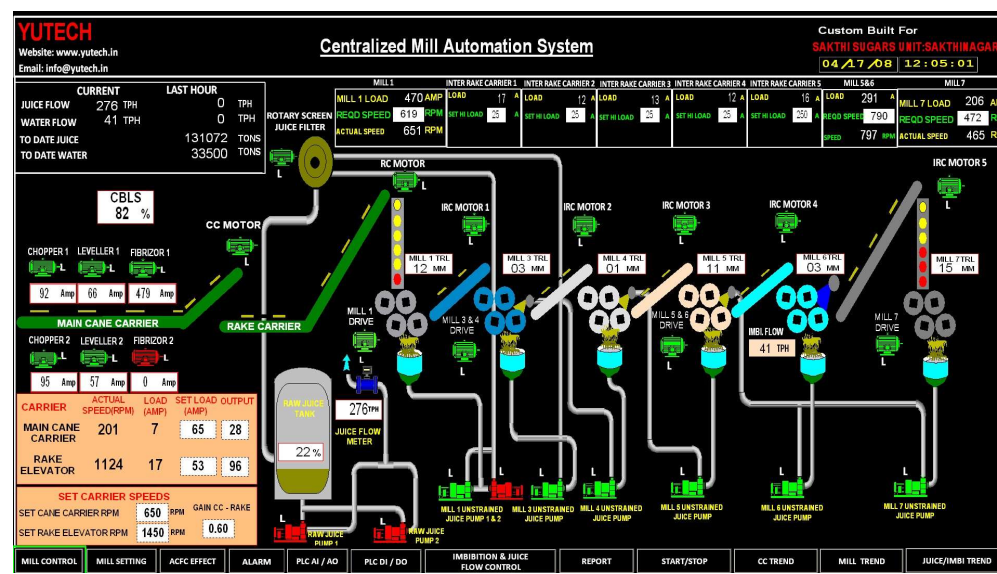 YUTECH
Website: www.yutech.in
Email: info@yutech.in
Centralized Mill Automation System
Custom Built For
SAKTHI SUGARS UNIT:SAKTHINAGAR
04/17/08 12:05:01
CURRENT LAST HOUR
JUICE FLOW 276 TPH 0 TPH
WATER FLOW 41 TPH 0 TPH
TO DATE JUICE 131072 TONS
TO DATE WATER 33500 TONS
MILL 1
MILL 1 LOAD 470 AMP
REQD SPEED 619 RPM
ACTUAL SPEED 651 RPM
INTER RAKE CARRIER 1
LOAD 17 A
SET HI LOAD 25 A
INTER RAKE CARRIER 2
LOAD 12 A
SET HI LOAD 25 A
INTER RAKE CARRIER 3
LOAD 13 A
SET HI LOAD 25 A
INTER RAKE CARRIER 4
LOAD 12 A
SET HI LOAD 25 A
INTER RAKE CARRIER 5
LOAD 16 A
SET HI LOAD 250 A
MILL 5&6
LOAD 291 A
REQD SPEED 790
SPEED 797 RPM
MILL 7
MILL 7 LOAD 206 A
REQD SPEED 472 R
ACTUAL SPEED 465 R
ROTARY SCREEN
JUICE FILTER
L
RC MOTOR
L
IRC MOTOR 5
L
CBLS
82 %
CC MOTOR
L
IRC MOTOR 1
L
IRC MOTOR 2
L
IRC MOTOR 3
L
IRC MOTOR 4
L
CHOPPER 1 LEVELLER 1 FIBRIZOR 1
L L L
92 Amp 66 Amp 479 Amp
MILL 1 TRL
12 MM
MILL 3 TRL
03 MM
MILL 4 TRL
01 MM
MILL 5 TRL
11 MM
MILL 6TRL
03 MM
MILL 7TRL
15 MM
MAIN CANE CARRIER
RAKE CARRIER
CHOPPER 2 LEVELLER 2 FIBRIZOR 2
L L L
95 Amp 57 Amp 0 Amp
MILL 1
DRIVE
L
MILL 3 & 4
DRIVE
L
MILL 5 & 6
DRIVE
L
IMBI.FLOW
41 TPH
MILL 7
DRIVE
L
CARRIER ACTUAL SPEED(RPM) LOAD (AMP) SET LOAD (AMP) OUTPUT
MAIN CANE CARRIER 201 7 65 28
RAKE ELEVATOR 1124 17 53 96
RAW JUICE
TANK
22 %
276 TPH
JUICE FLOW
METER
SET CARRIER SPEEDS
SET CANE CARRIER RPM 650 RPM
SET RAKE ELEVATOR RPM 1450 RPM
GAIN CC - RAKE
0.60
L
RAW JUICE
PUMP 1
L
RAW JUICE
PUMP 2
L L
MILL 1 UNSTRAINED
JUICE PUMP 1 & 2
L
MILL 3 UNSTRAINED
JUICE PUMP
L
MILL 4 UNSTRAINED
JUICE PUMP
L
MILL 5 UNSTRAINED
JUICE PUMP
L
MILL 6 UNSTRAINED
JUICE PUMP
L
MILL 7 UNSTRAINED
JUICE PUMP
MILL CONTROL MILL SETTING ACFC EFFECT ALARM PLC AI / AO PLC DI / DO IMBIBITION & JUICE FLOW CONTROL REPORT START/STOP CC TREND MILL TREND JUICE/IMBI TREND